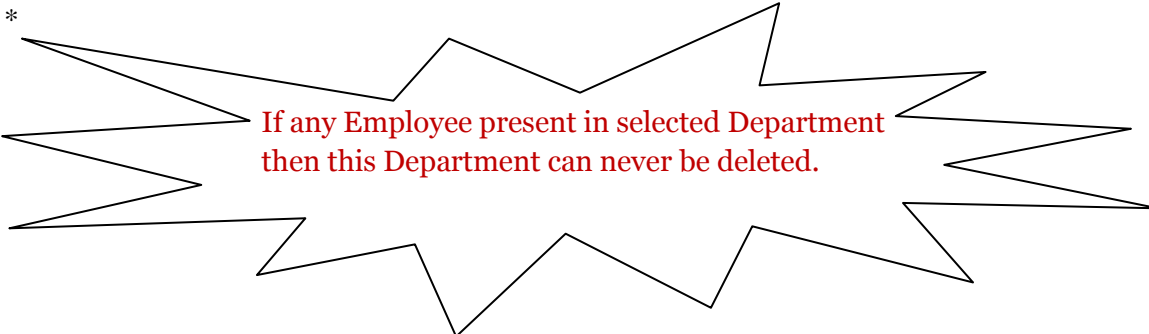 *
If any Employee present in selected Department
then this Department can never be deleted.